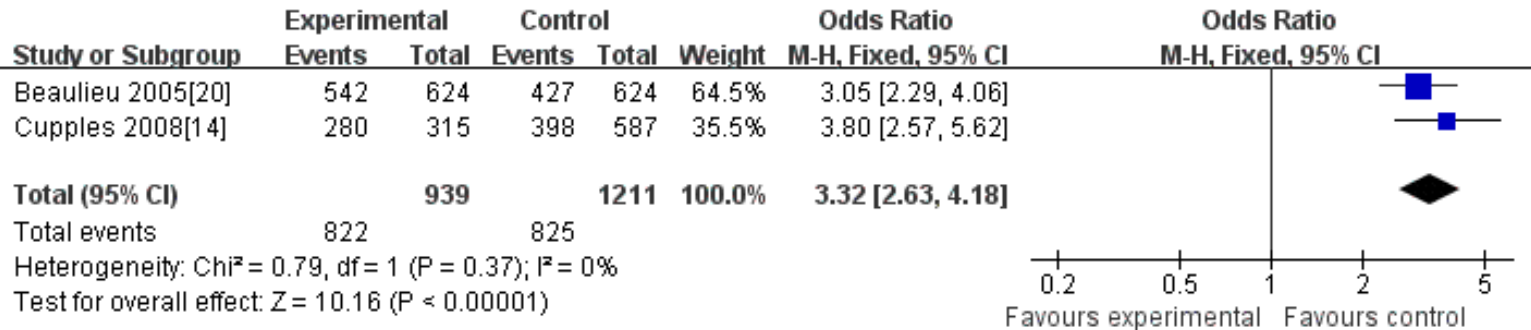 Experimental Control Odds Ratio Odds Ratio
Study or Subgroup Events Total Events Total Weight M-H, Fixed, 95% CI M-H, Fixed, 95% CI
Beaulieu 2005[20] 542 624 427 624 64.5% 3.05 [2.29, 4.06]
Cupples 2008[14] 280 315 398 587 35.5% 3.80 [2.57, 5.62]
Total (95% CI) 939 1211 100.0% 3.32 [2.63, 4.18]
Total events 822 825
Heterogeneity: Chi² = 0.79, df = 1 (P = 0.37); I² = 0%
Test for overall effect: Z = 10.16 (P < 0.00001)
0.2 0.5 1 2 5
Favours experimental Favours control